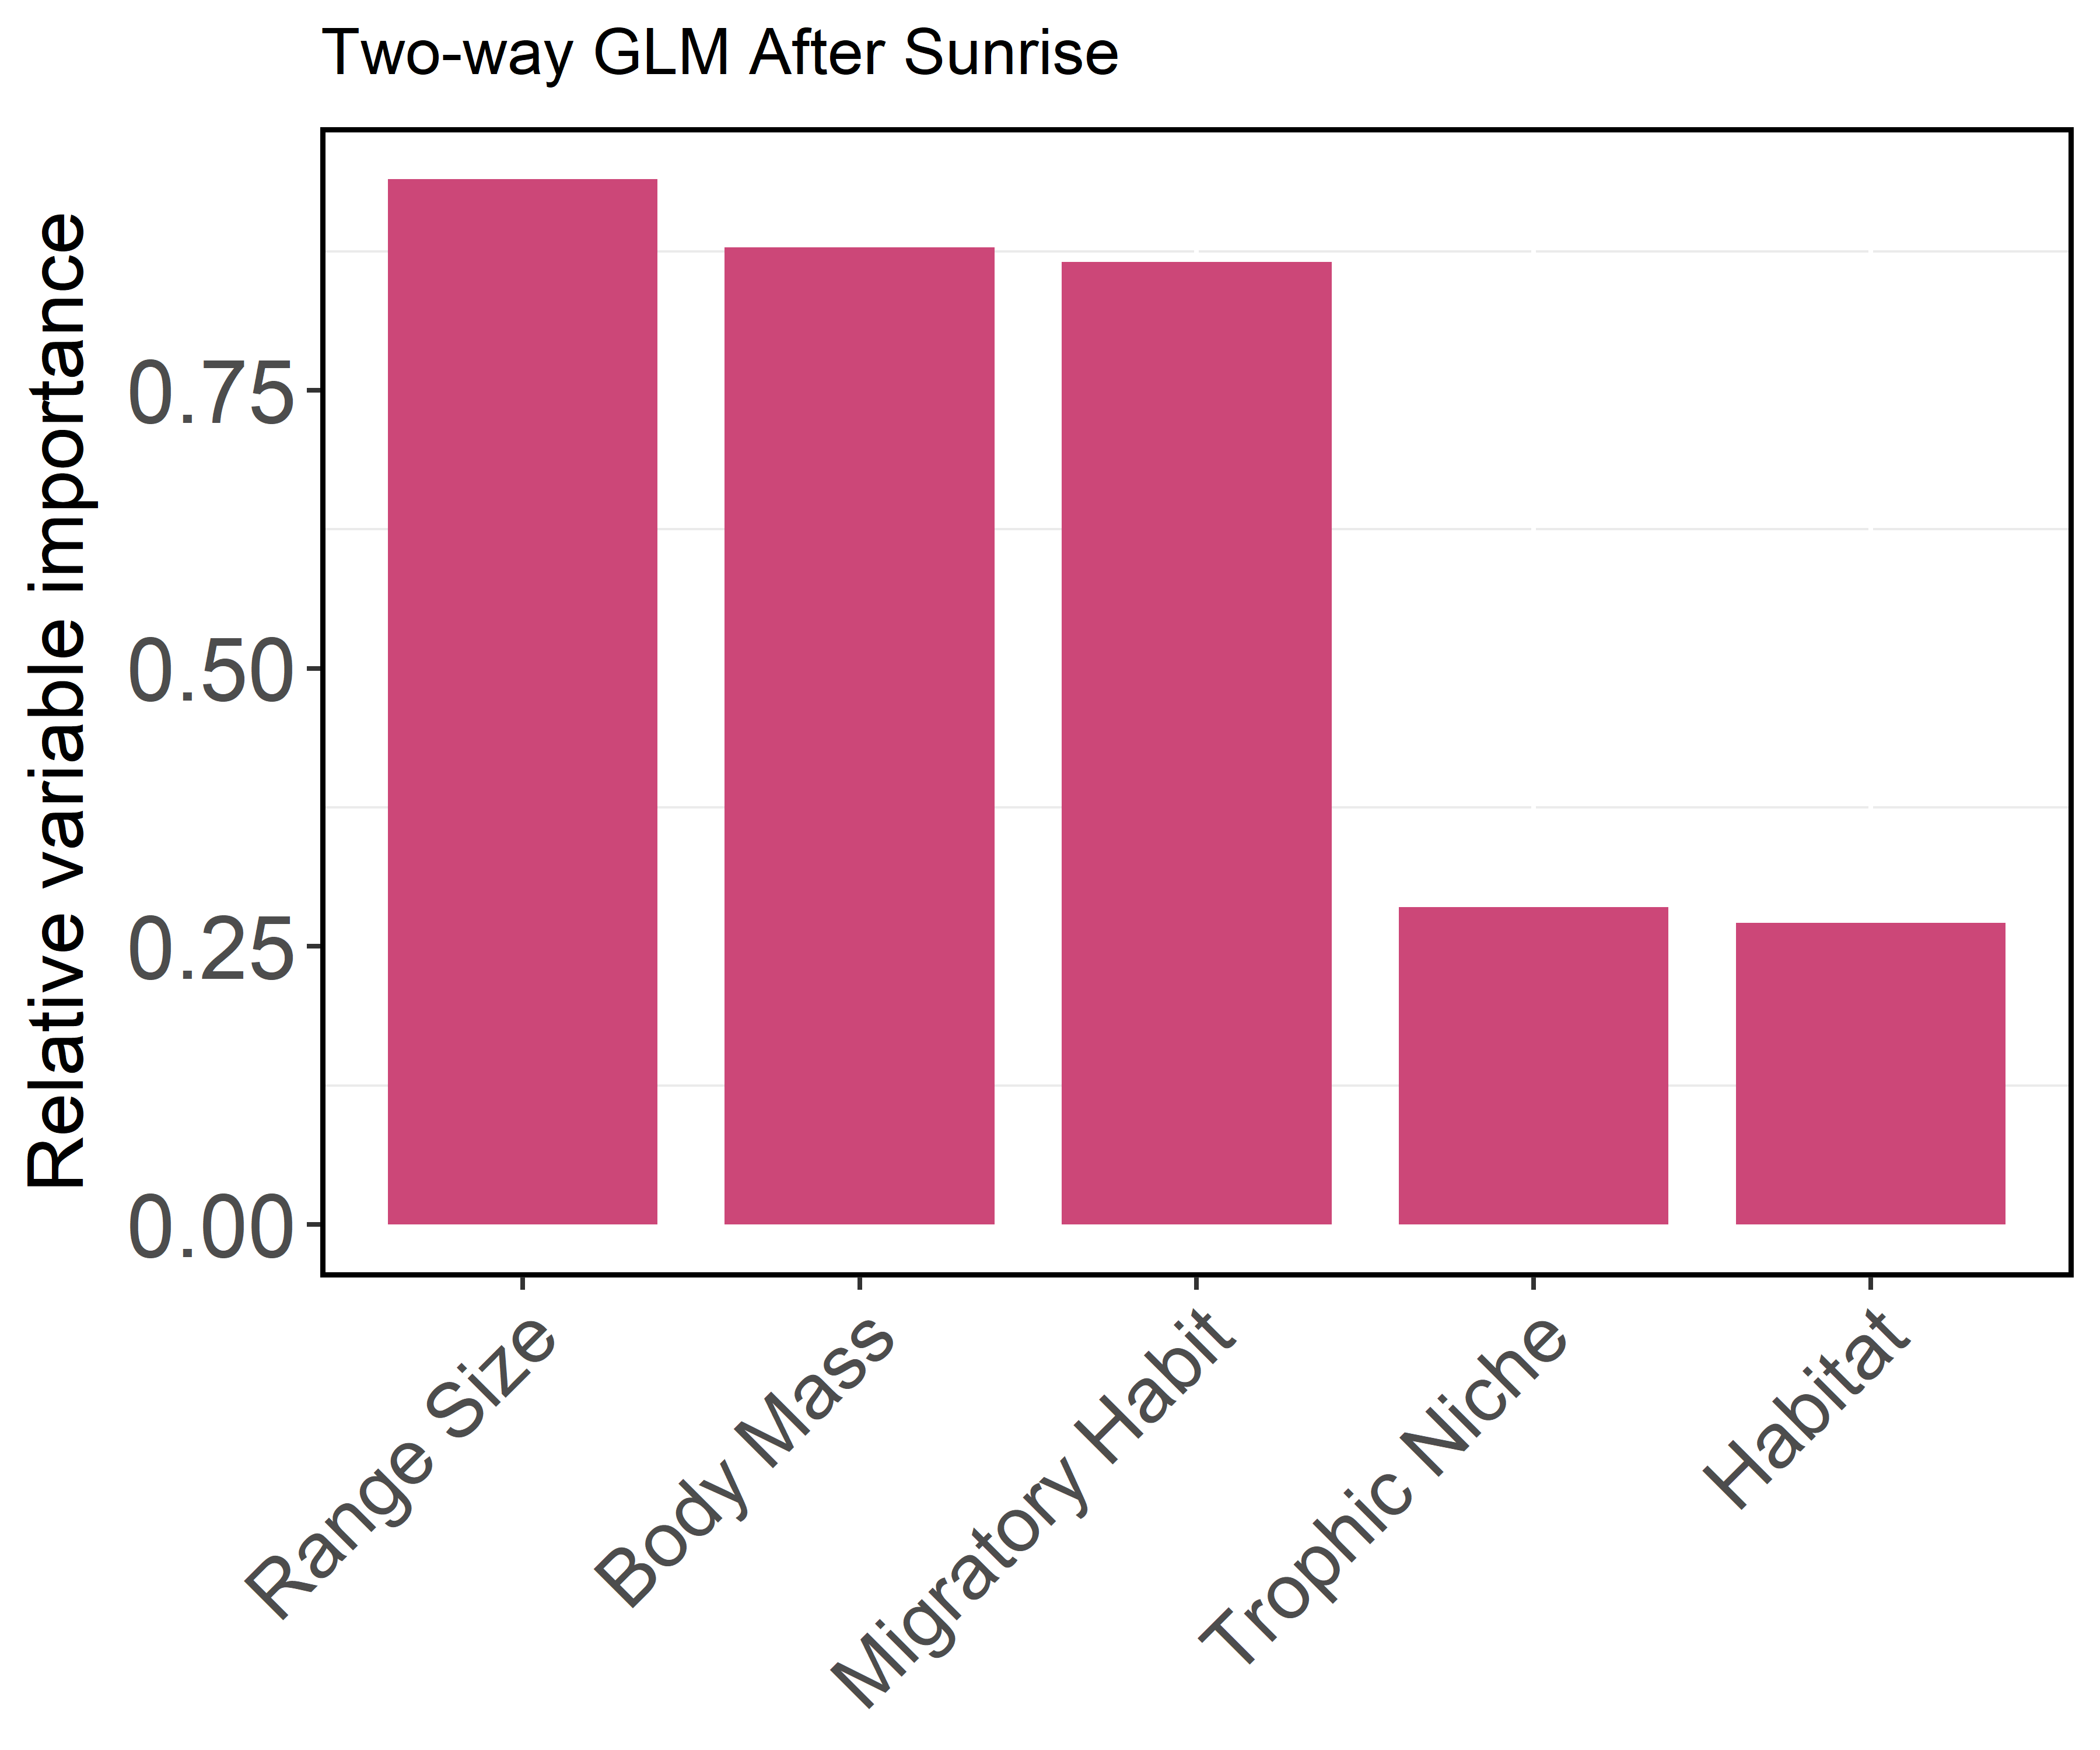 Two-way GLM After Sunrise
Relative variable importance
0.75
0.50
0.25
0.00
Range Size
Body Mass
Migratory Habit
Trophic Niche
Habitat